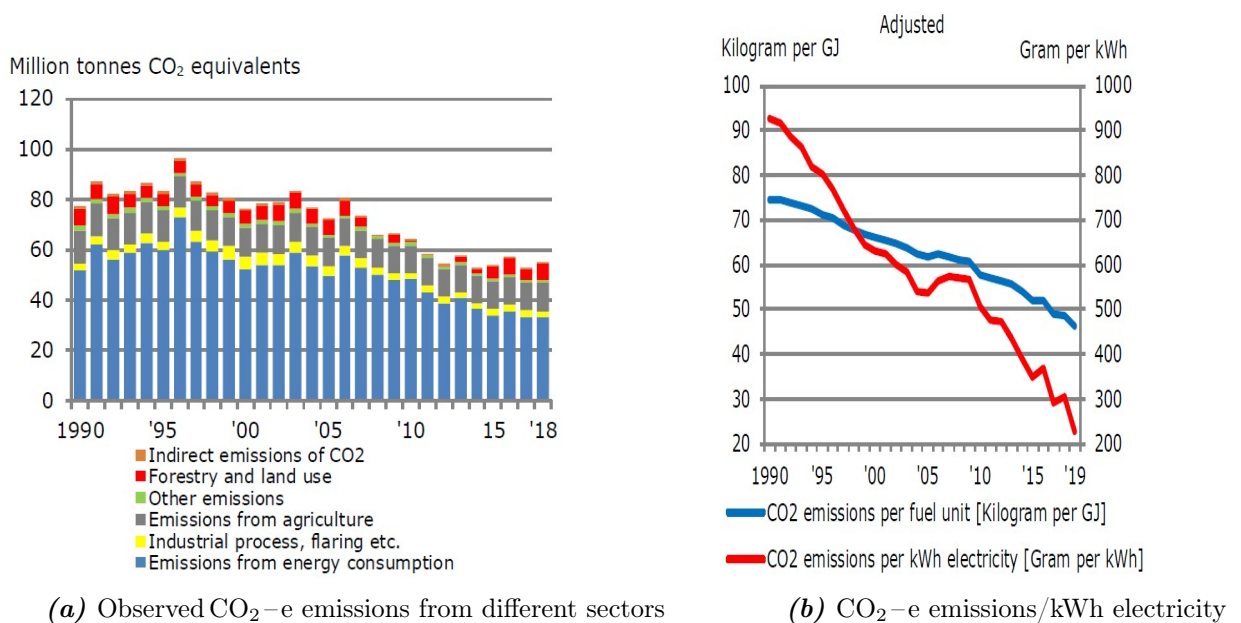 Million tonnes CO₂ equivalents
120
100
80
60
40
20
0
1990 '95 '00 '05 '10 15 '18
Indirect emissions of CO2
Forestry and land use
Other emissions
Emissions from agriculture
Industrial process, flaring etc.
Emissions from energy consumption
(a) Observed CO₂–e emissions from different sectors
Adjusted
Kilogram per GJ Gram per kWh
100 1000
90 900
80 800
70 700
60 600
50 500
40 400
30 300
20 200
1990 '95 '00 '05 '10 '15 '19
CO2 emissions per fuel unit [Kilogram per GJ]
CO2 emissions per kWh electricity [Gram per kWh]
(b) CO₂–e emissions/kWh electricity